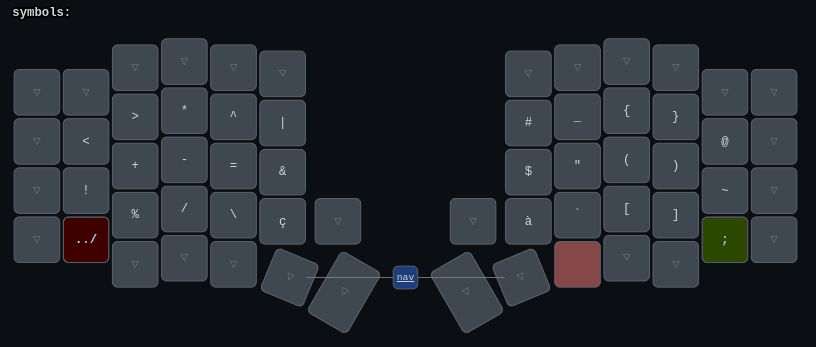 symbols:
> * ^ | # _ { } 
< @
+ - = & $ " ( )
! ~
% / \ ç à ` [ ]
../ ;
nav